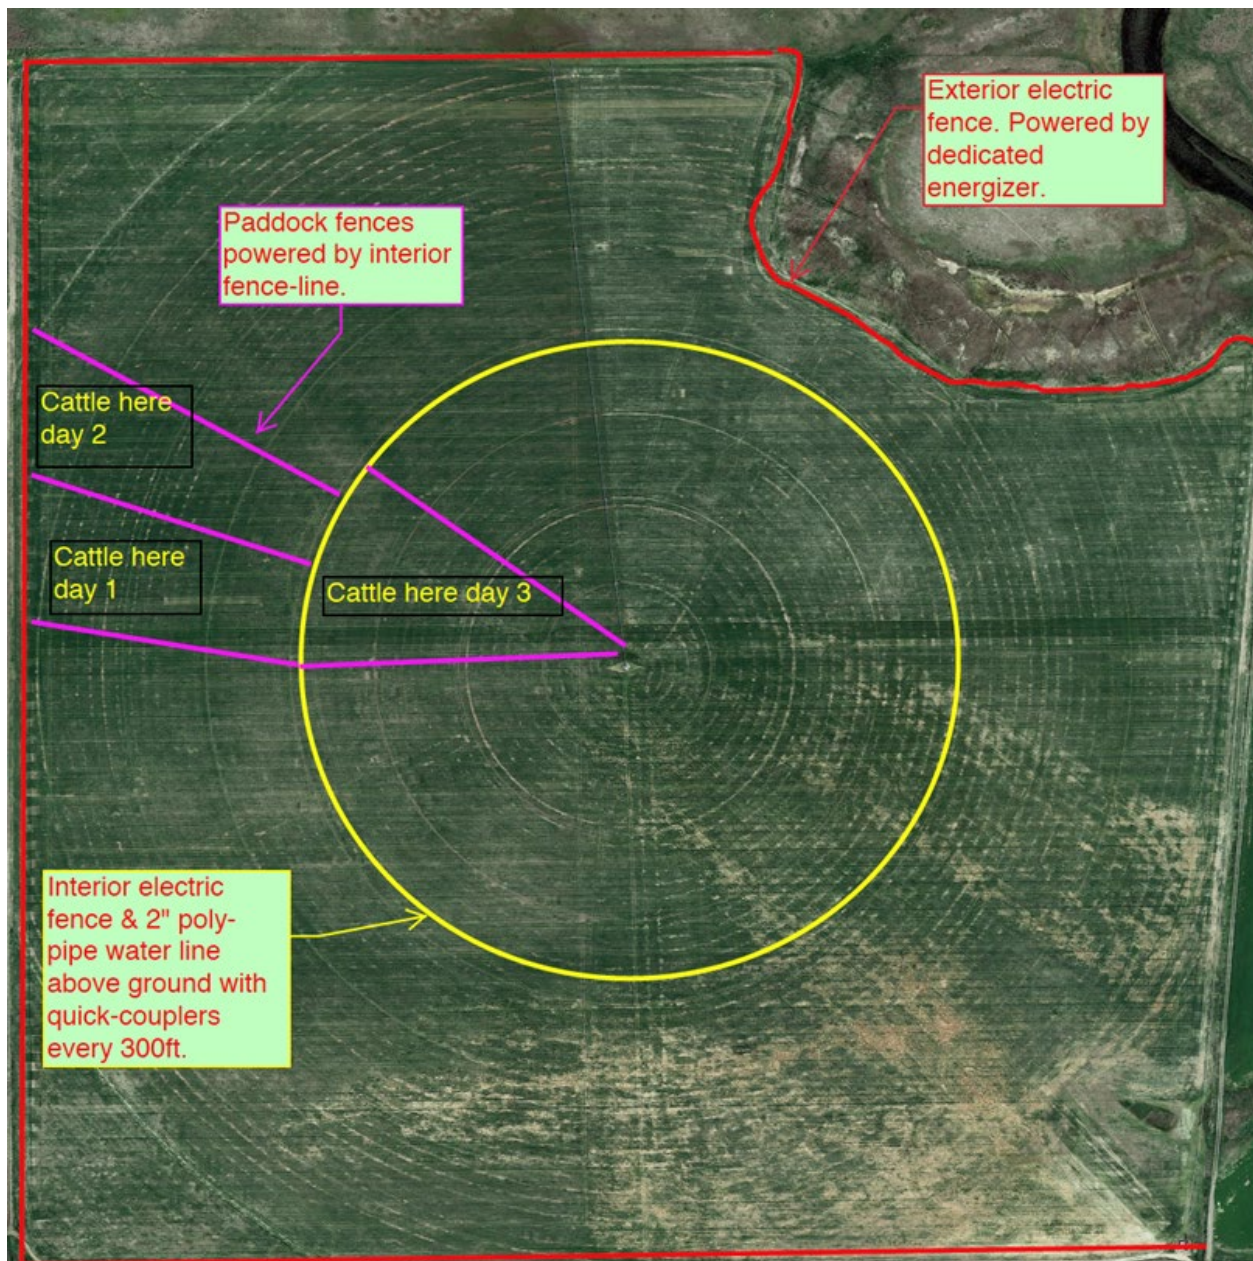 Exterior electric
fence. Powered by
dedicated
energizer.
Paddock fences
powered by interior
fence-line.
Cattle here
day 2
Cattle here
day 1
Cattle here day 3
Interior electric
fence & 2" poly-
pipe water line
above ground with
quick-couplers
every 300ft.